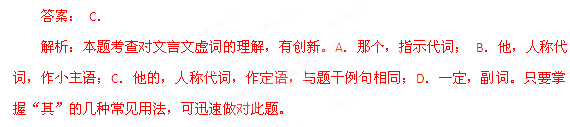 答案： C.
解析：本题考查对文言文虚词的理解，有创新。A．那个，指示代词； B．他，人称代
词，作小主语；C．他的，人称代词，作定语，与题干例句相同；D．一定，副词。只要掌
握“其”的几种常见用法，可迅速做对此题。